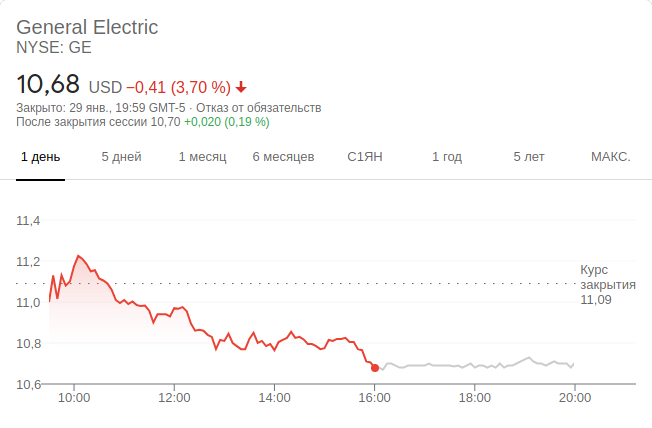 General Electric
NYSE: GE
10,68 USD −0,41 (3,70 %)
Закрыто: 29 янв., 19:59 GMT-5 · Отказ от обязательств
После закрытия сессии 10,70 +0,020 (0,19 %)
1 день 5 дней 1 месяц 6 месяцев С1ЯН 1 год 5 лет МАКС.
11,4
11,2
11,0
10,8
10,6
Курс
закрытия
11,09
10:00 12:00 14:00 16:00 18:00 20:00